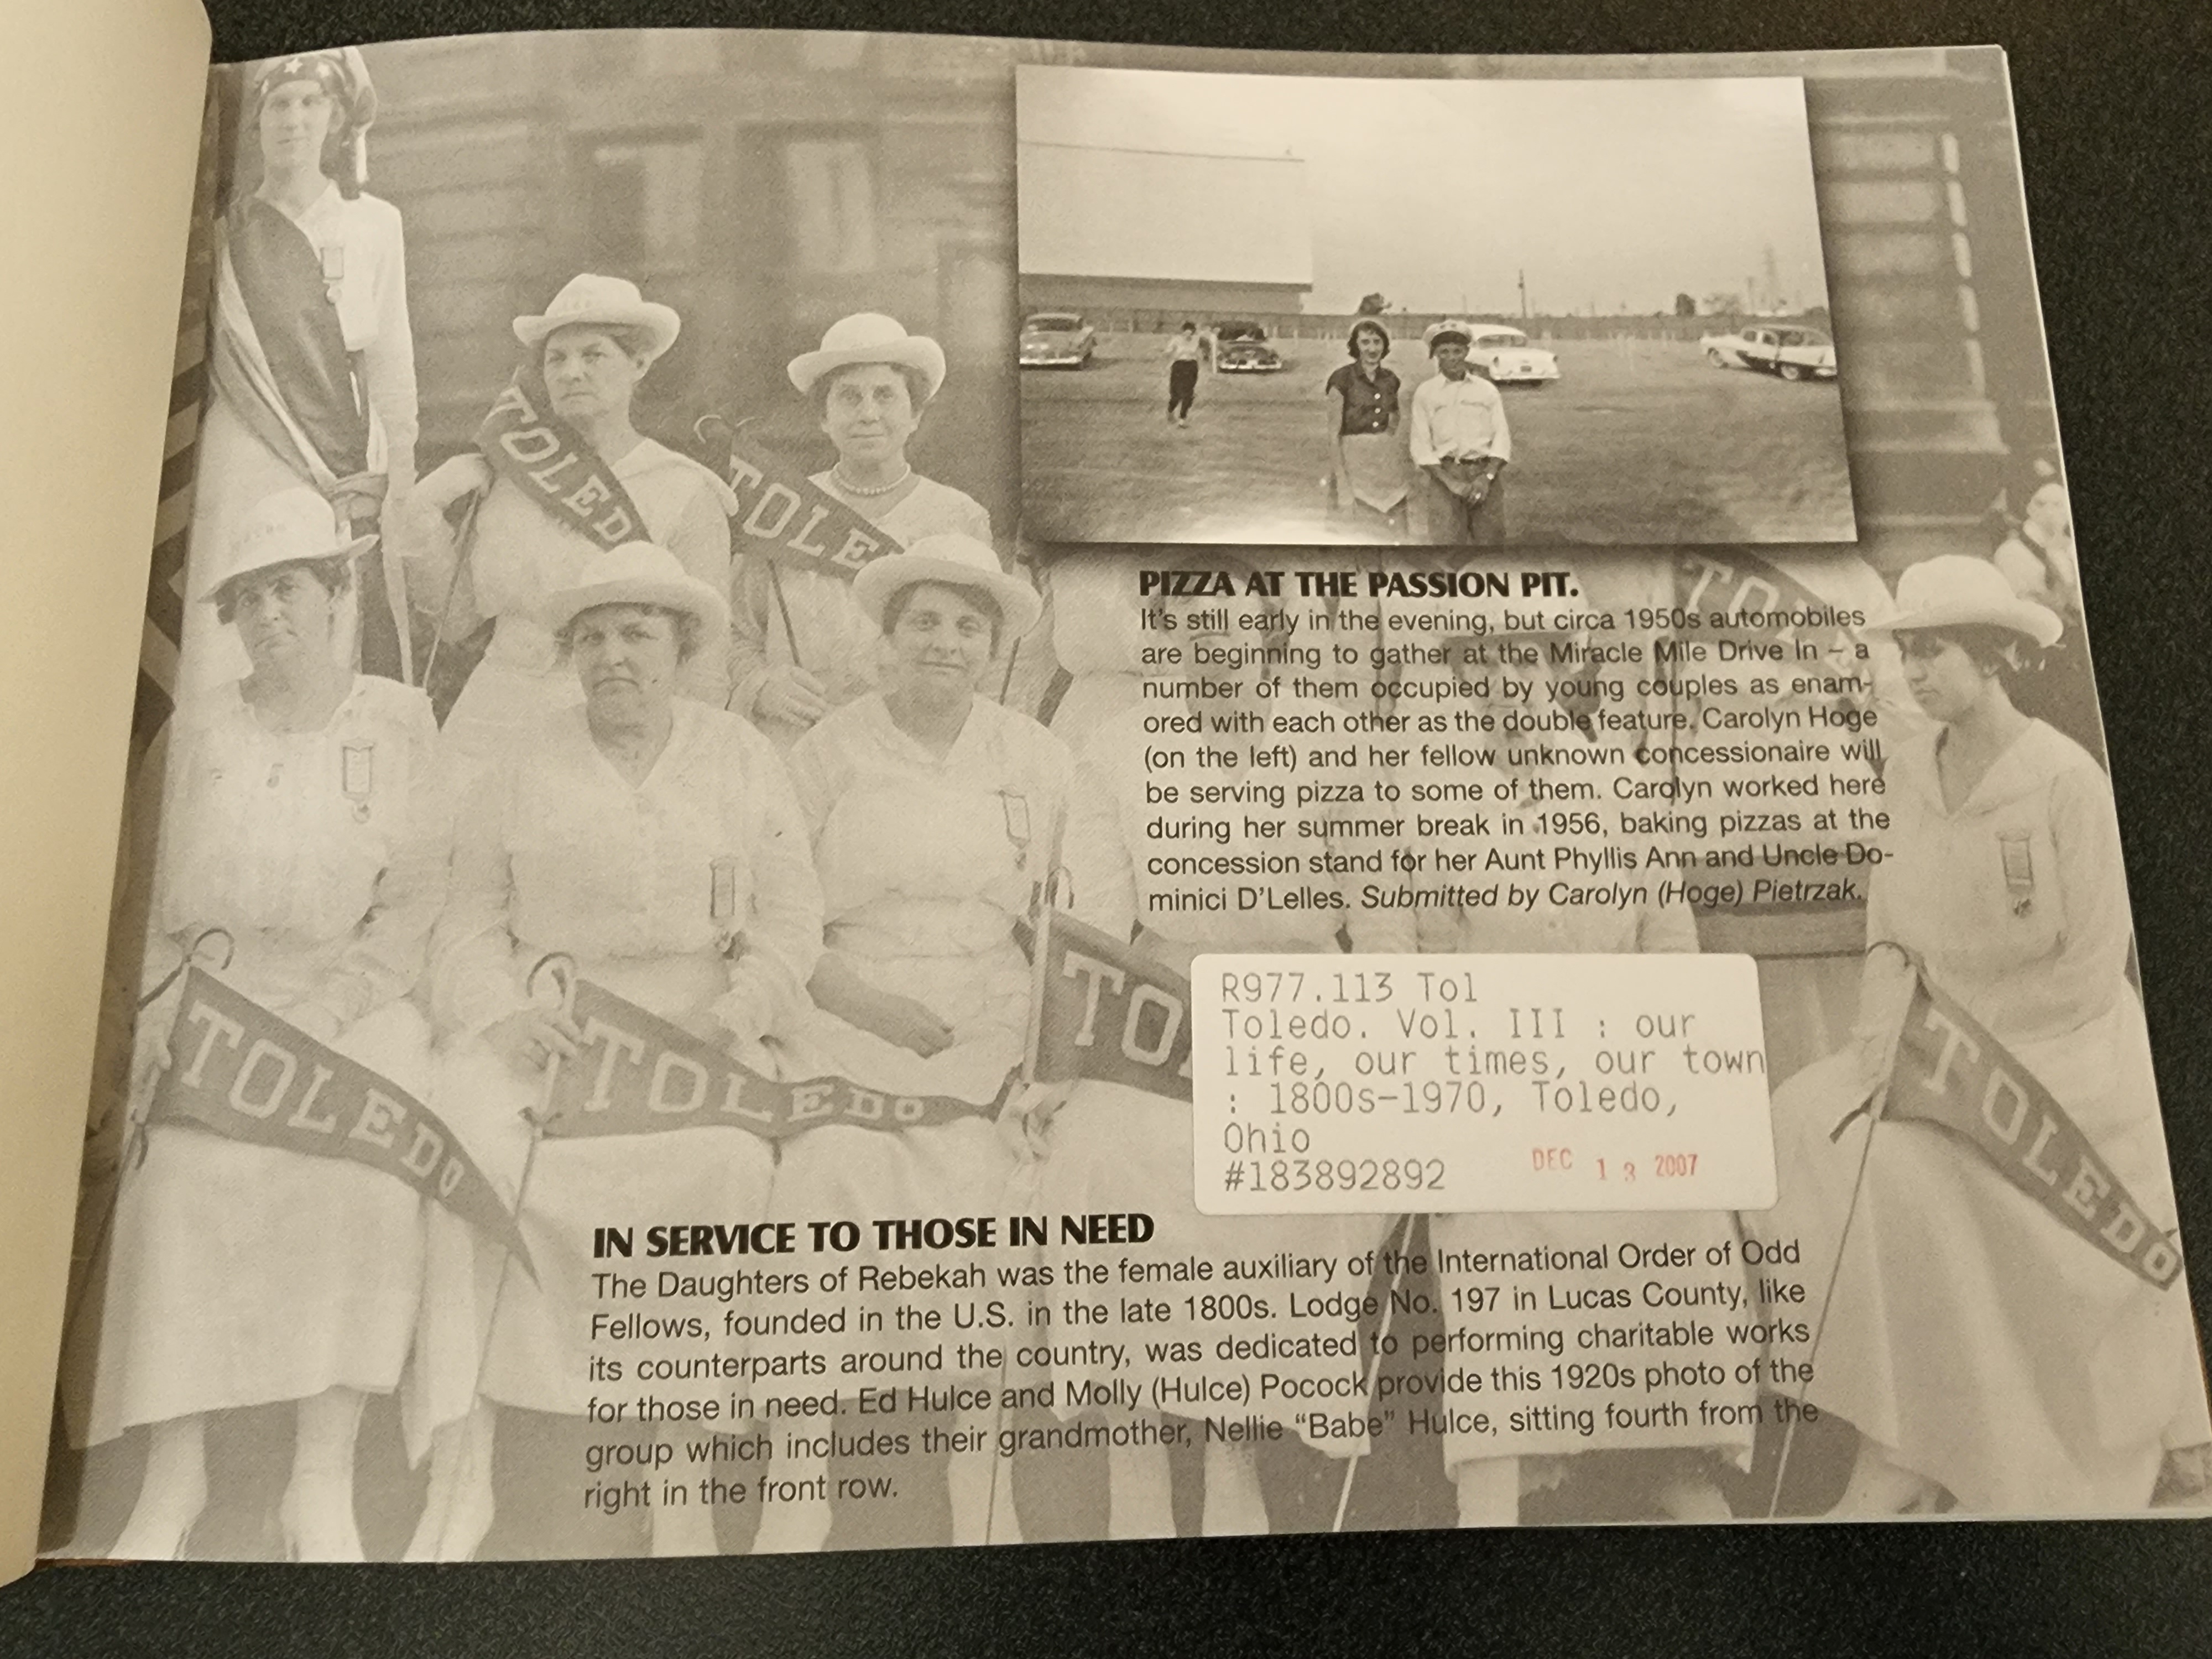 TOLEDO
TOLE
PIZZA AT THE PASSION PIT.
It's still early in the evening, but circa 1950s automobiles
are beginning to gather at the Miracle Mile Drive In – a
number of them occupied by young couples as enam-
ored with each other as the double feature. Carolyn Hoge
(on the left) and her fellow unknown concessionaire will
be serving pizza to some of them. Carolyn worked here
during her summer break in 1956, baking pizzas at the
concession stand for her Aunt Phyllis Ann and Uncle Do-
minici D'Lelles. Submitted by Carolyn (Hoge) Pietrzak.
TO
TOLEDO
TOLEDO
TO
TOLEDO
R977.113 Tol
Toledo. Vol. III : our
life, our times, our town
: 1800s-1970, Toledo,
Ohio
#183892892
DEC 13 2007
IN SERVICE TO THOSE IN NEED
The Daughters of Rebekah was the female auxiliary of the International Order of Odd
Fellows, founded in the U.S. in the late 1800s. Lodge No. 197 in Lucas County, like
its counterparts around the country, was dedicated to performing charitable works
for those in need. Ed Hulce and Molly (Hulce) Pocock provide this 1920s photo of the
group which includes their grandmother, Nellie "Babe" Hulce, sitting fourth from the
right in the front row.